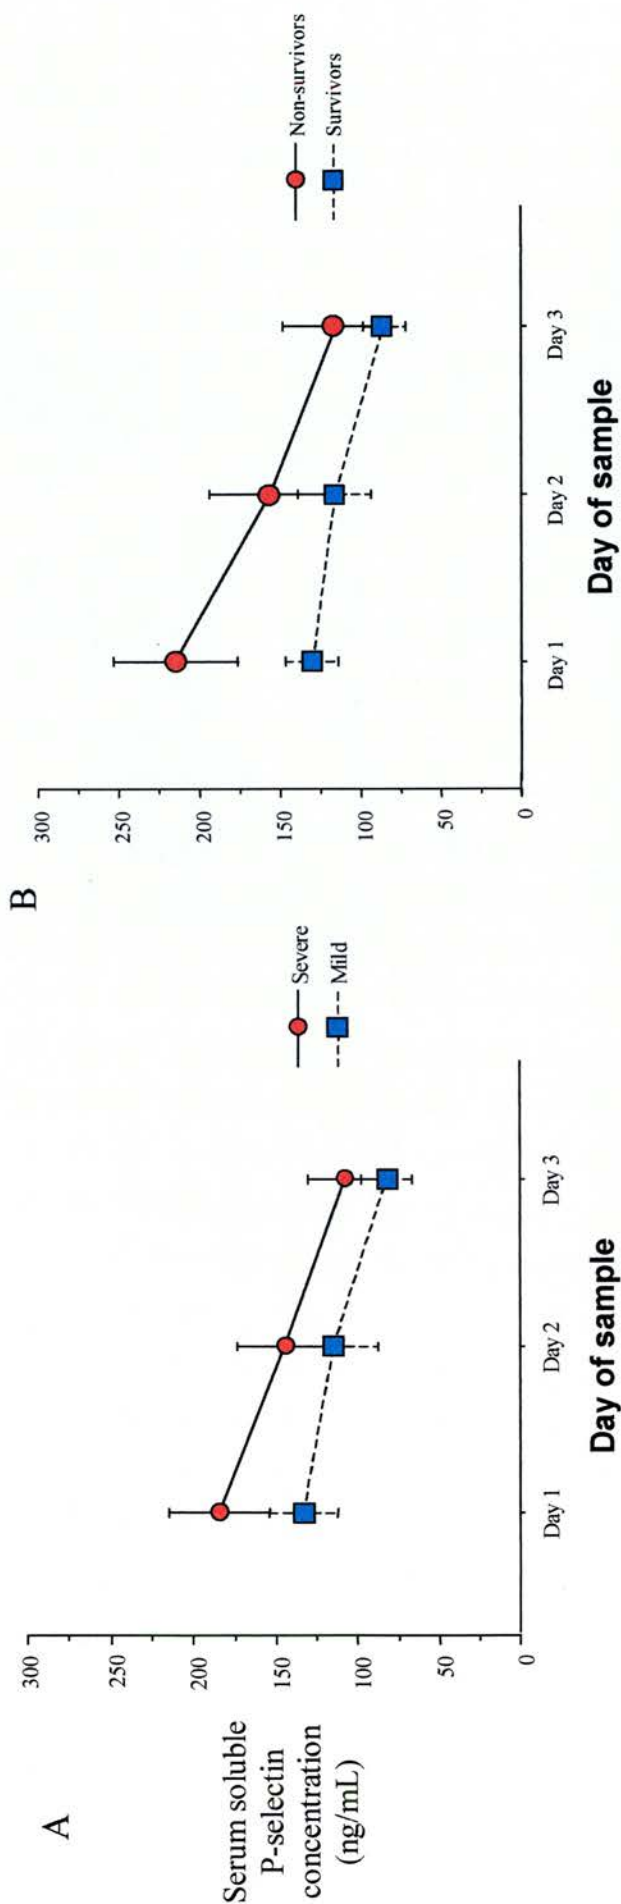 A
Serum soluble
P-selectin
concentration
(ng/mL)
300
250
200
150
100
50
0
Day 1
Day 2
Day 3
Day of sample
Severe
Mild
B
300
250
200
150
100
50
0
Day 1
Day 2
Day 3
Day of sample
Non-survivors
Survivors